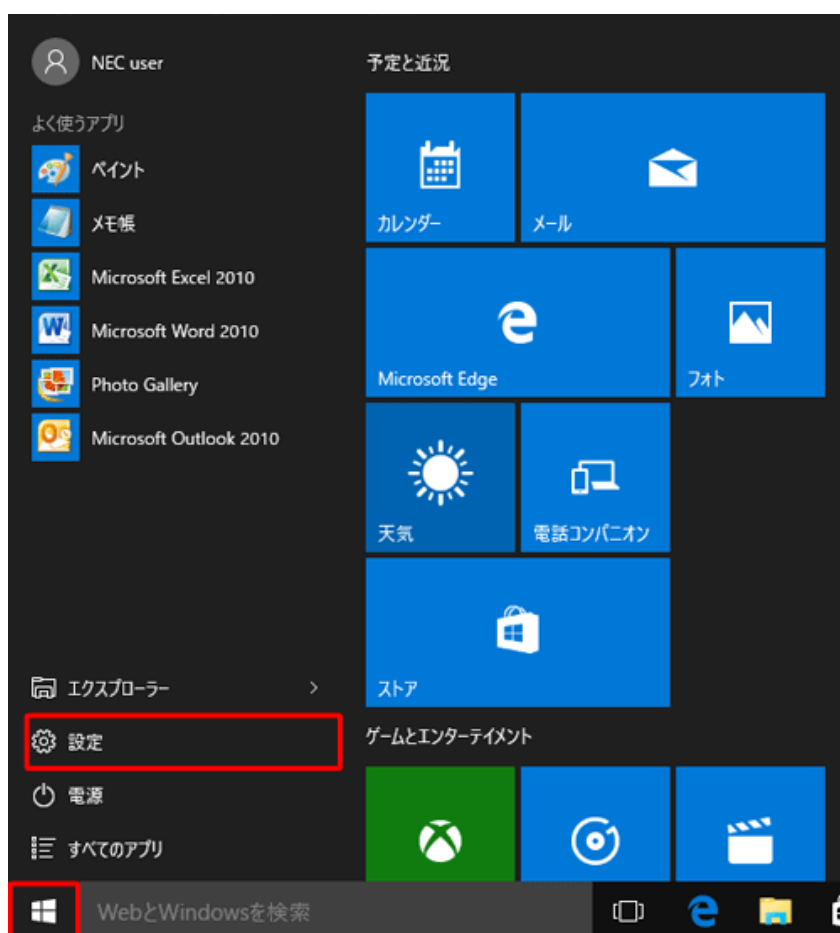 NEC user
よく使うアプリ
ペイント
メモ帳
Microsoft Excel 2010
Microsoft Word 2010
Photo Gallery
Microsoft Outlook 2010
エクスプローラー
設定
電源
すべてのアプリ
予定と近況
カレンダー
メール
Microsoft Edge
フォト
天気
電話コンパニオン
ストア
ゲームとエンターテイメント
WebとWindowsを検索